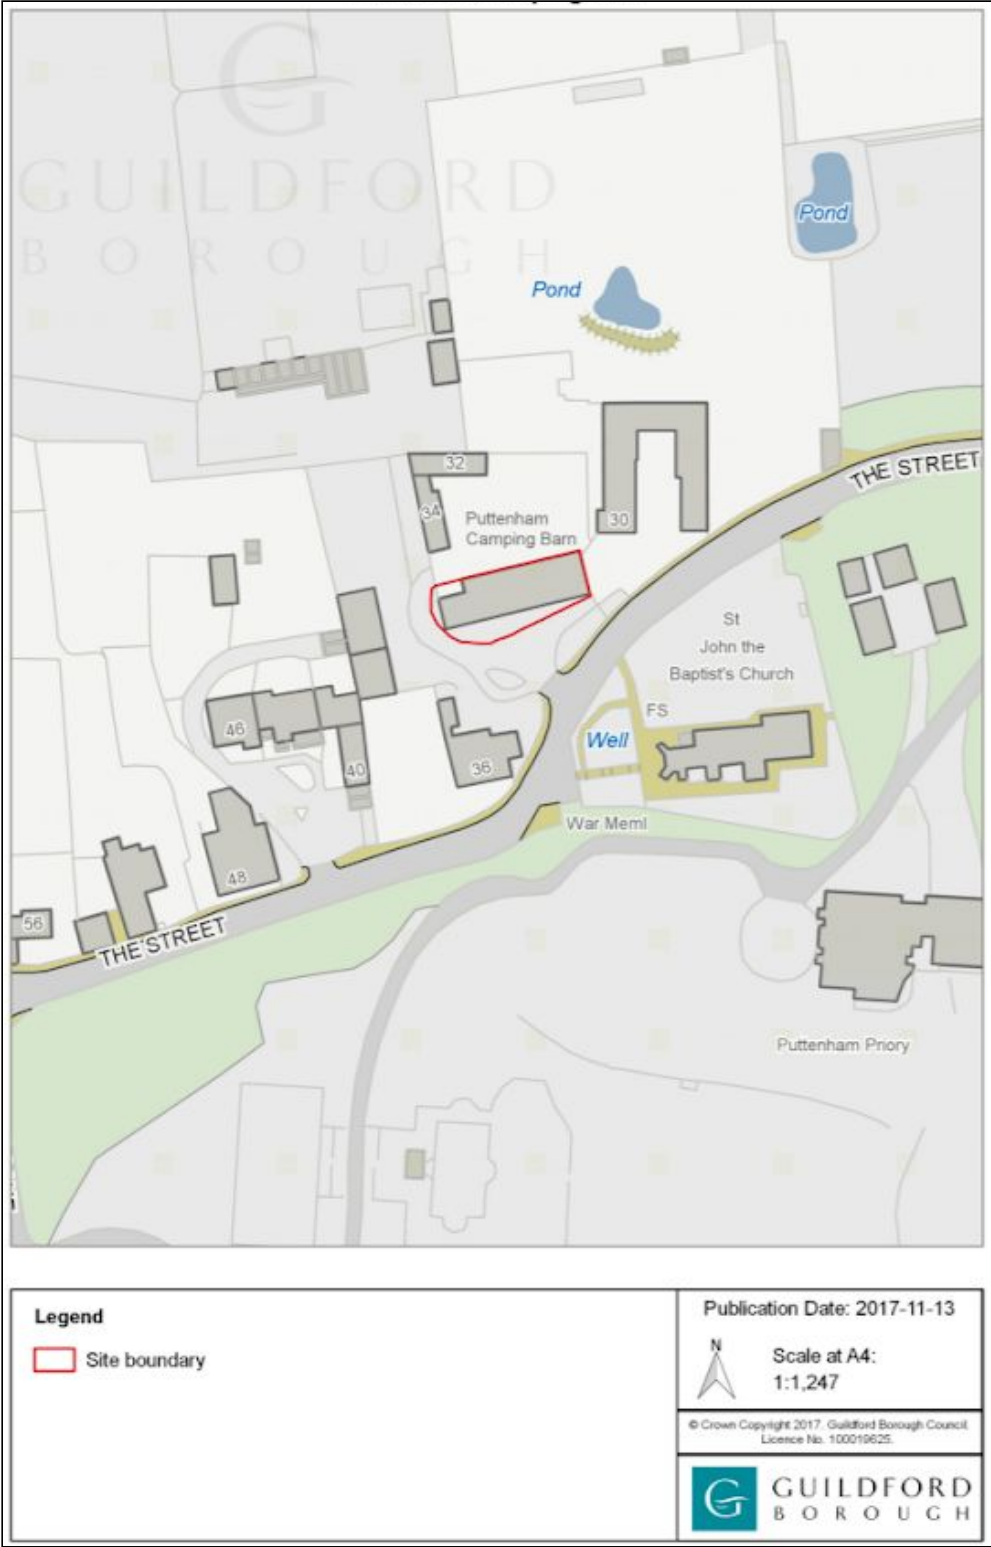 GUILDFORD
BOROUGH
Pond
Pond
32
34
Puttenham
Camping Barn
30
THE STREET
St
John the
Baptist's Church
FS
Well
46
40
36
War Meml
48
56
THE STREET
Puttenham Priory
Legend
Site boundary
Publication Date: 2017-11-13
N
Scale at A4:
1:1,247
© Crown Copyright 2017. Guildford Borough Council.
Licence No. 100019625.
G
GUILDFORD
BOROUGH